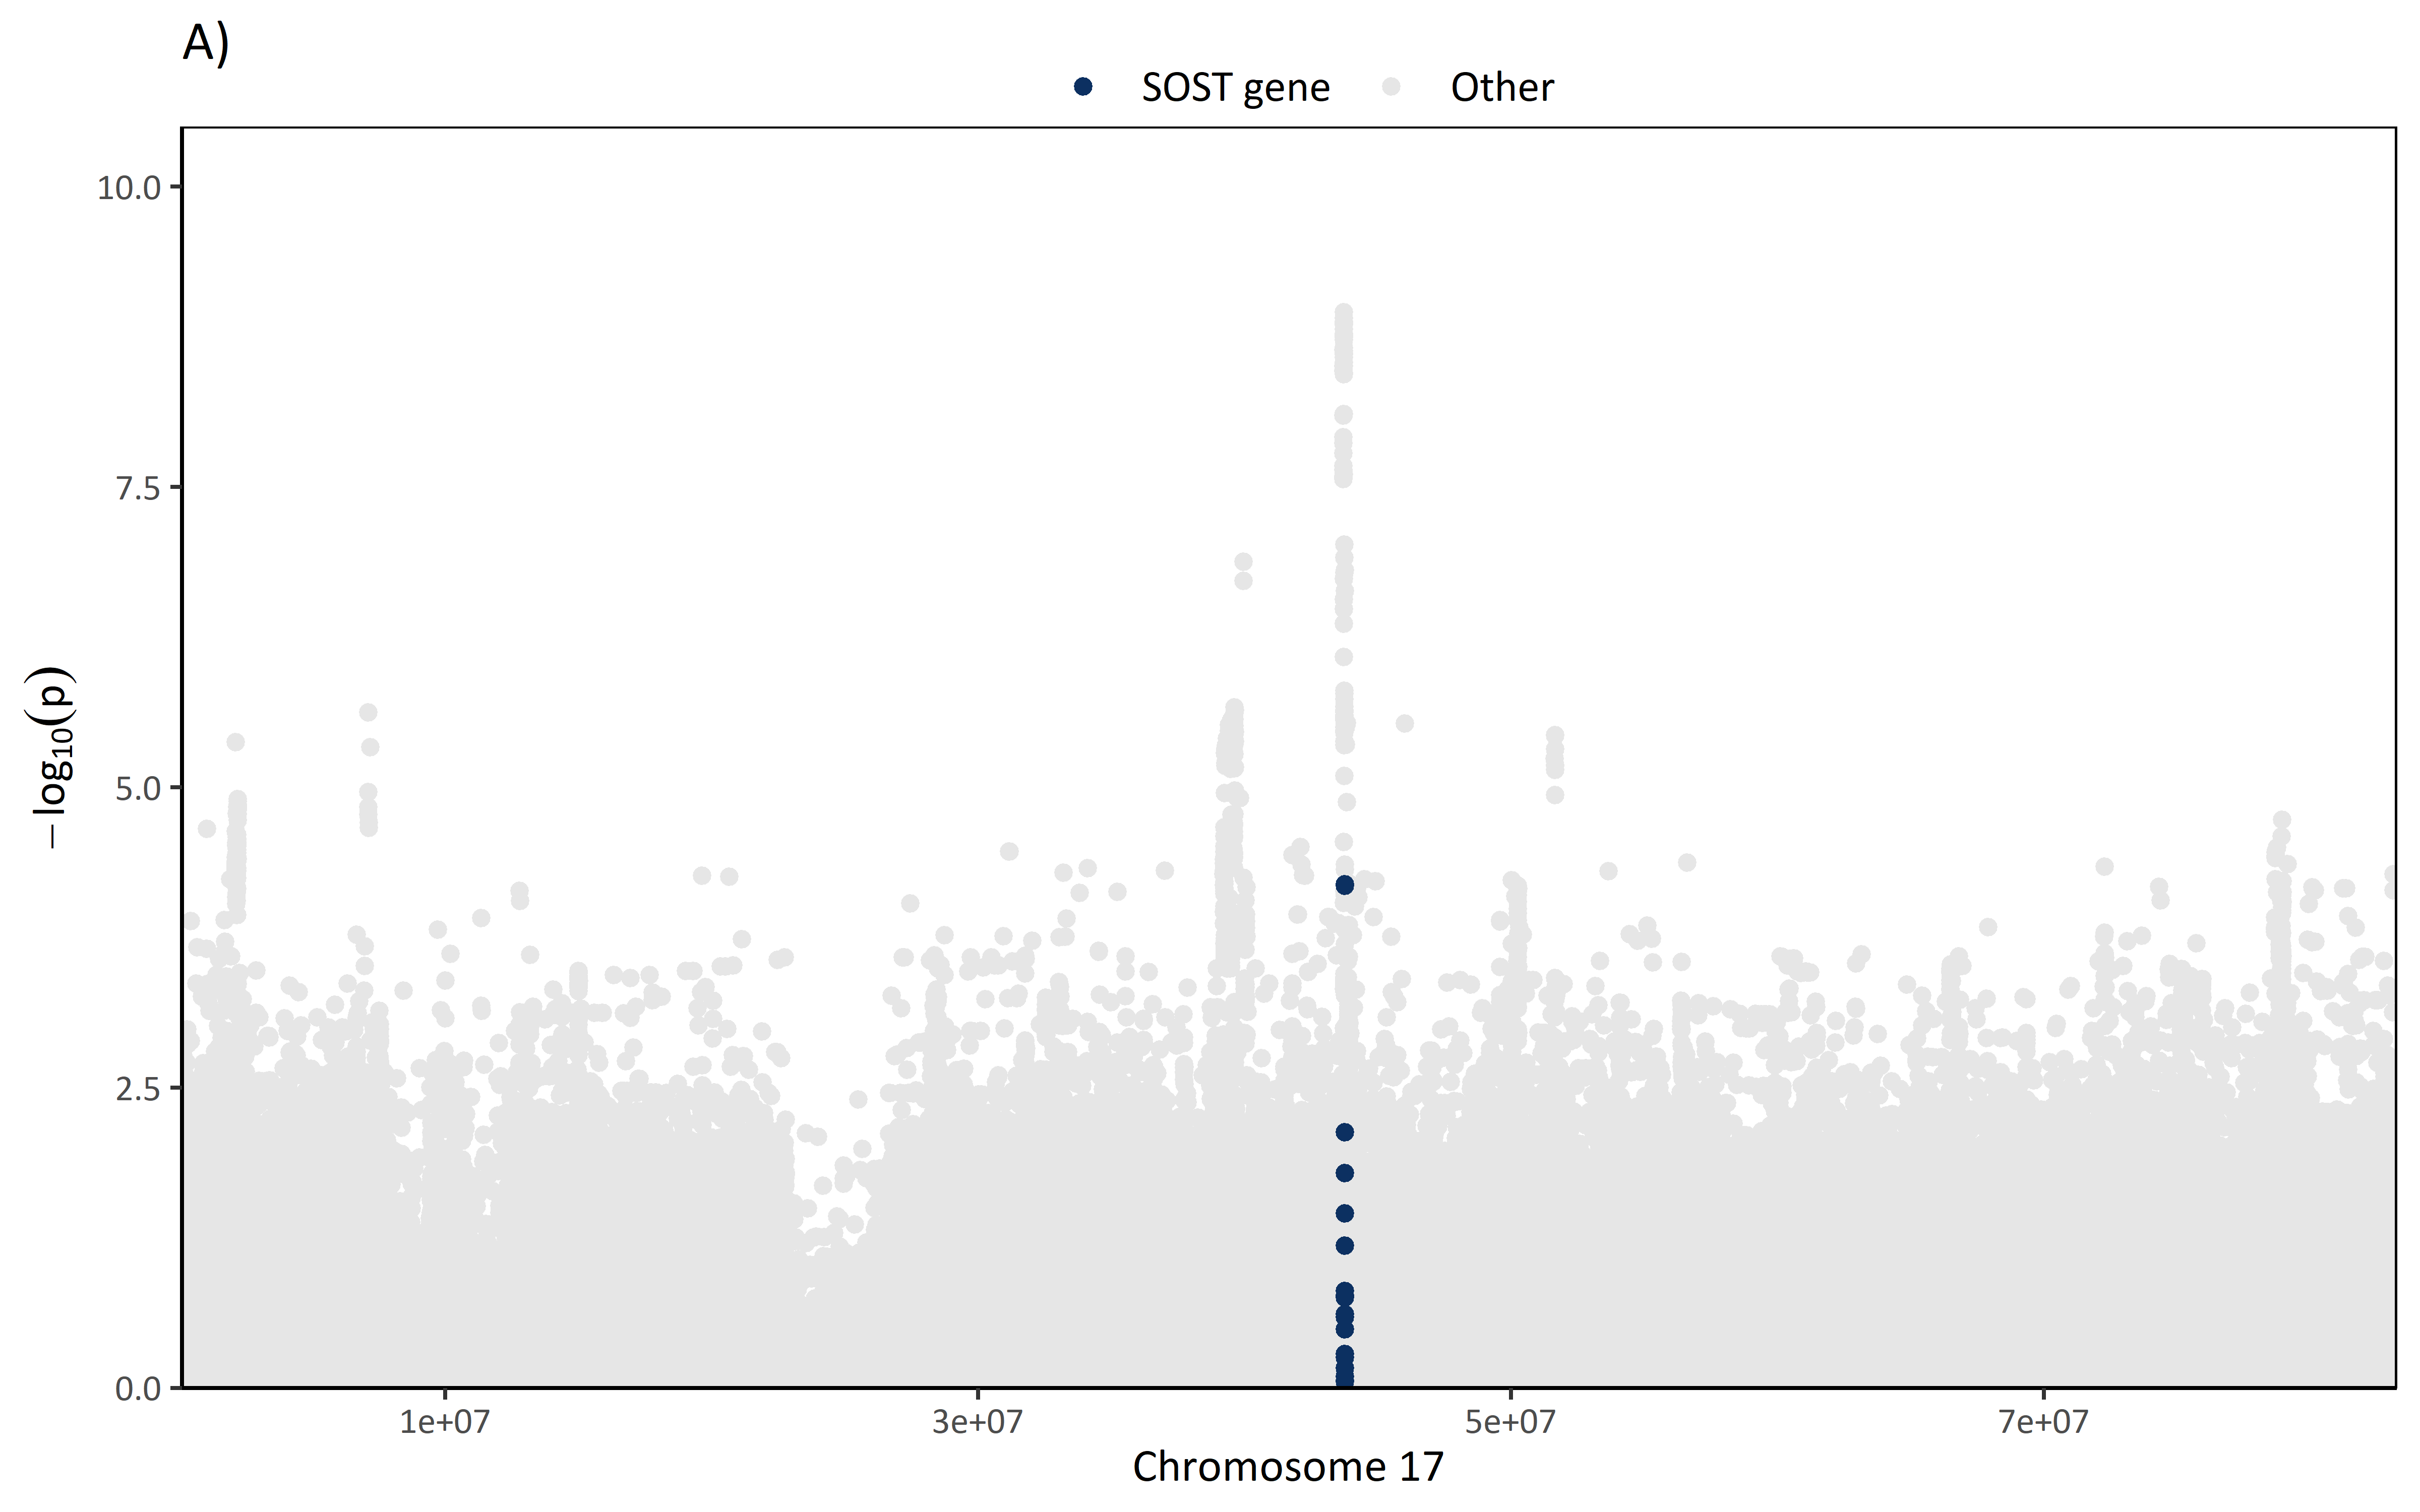 A)
SOST gene Other
10.0
7.5
5.0
2.5
0.0
−log₁₀(p)
1e+07 3e+07 5e+07 7e+07
Chromosome 17